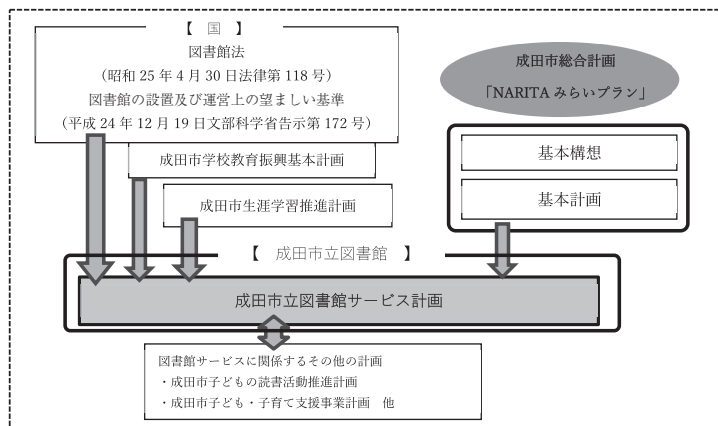 【 国 】
図書館法
（昭和 25 年 4 月 30 日法律第 118 号）
図書館の設置及び運営上の望ましい基準
（平成 24 年 12 月 19 日文部科学省告示第 172 号）
成田市学校教育振興基本計画
成田市生涯学習推進計画
成田市総合計画
「NARITA みらいプラン」
基本構想
基本計画
【 成田市立図書館 】
成田市立図書館サービス計画
図書館サービスに関係するその他の計画
・成田市子どもの読書活動推進計画
・成田市子ども・子育て支援事業計画　他